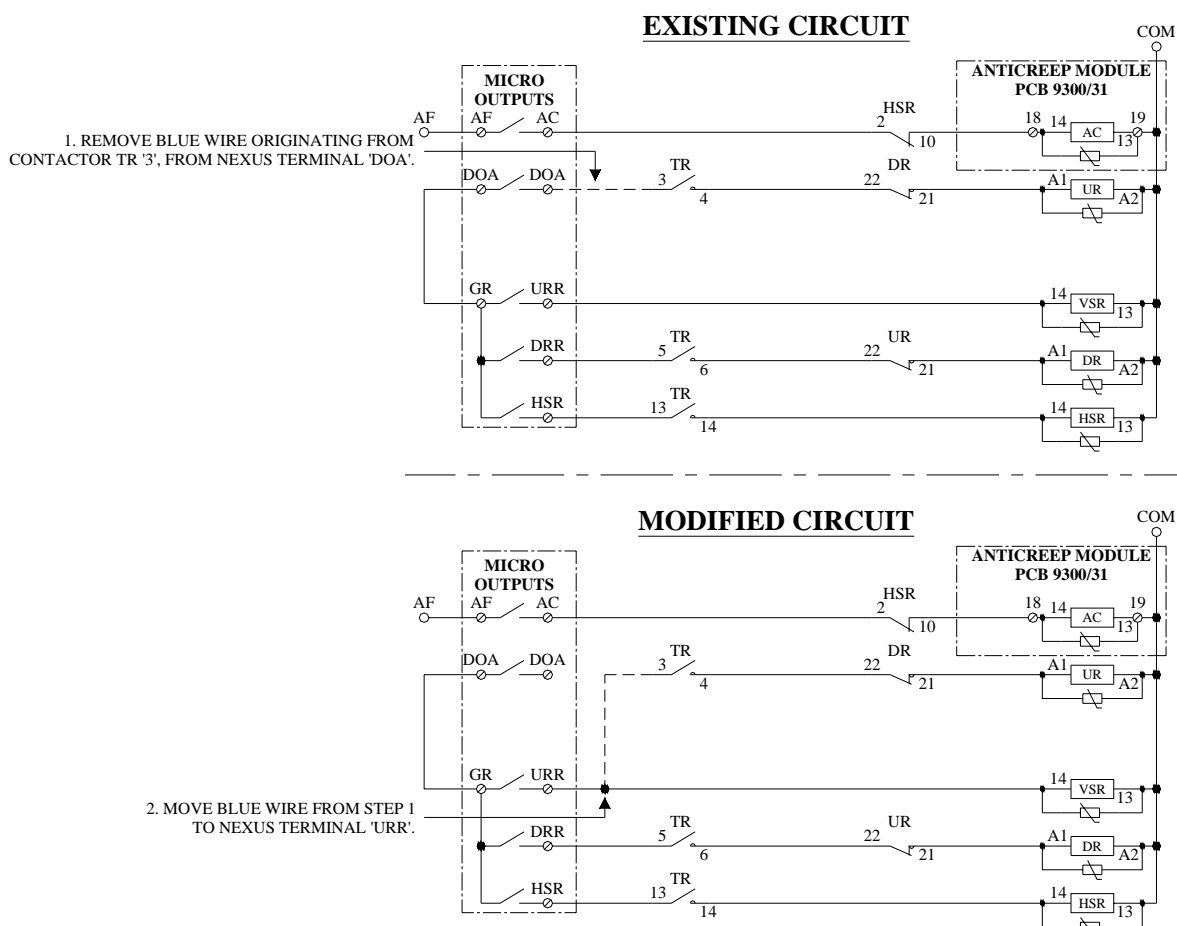 EXISTING CIRCUIT
COM
MICRO
OUTPUTS
ANTICREEP MODULE
PCB 9300/31
AF AF AC
HSR
2 10
18 14 AC 13 19
1. REMOVE BLUE WIRE ORIGINATING FROM
CONTACTOR TR '3', FROM NEXUS TERMINAL 'DOA'.
DOA DOA
TR
3 4
DR
22 21
A1 UR A2
GR URR
14 VSR 13
DRR
TR
5 6
UR
22 21
A1 DR A2
HSR
TR
13 14
14 HSR 13
MODIFIED CIRCUIT
COM
MICRO
OUTPUTS
ANTICREEP MODULE
PCB 9300/31
AF AF AC
HSR
2 10
18 14 AC 13 19
DOA DOA
TR
3 4
DR
22 21
A1 UR A2
GR URR
14 VSR 13
2. MOVE BLUE WIRE FROM STEP 1
TO NEXUS TERMINAL 'URR'.
DRR
TR
5 6
UR
22 21
A1 DR A2
HSR
TR
13 14
14 HSR 13